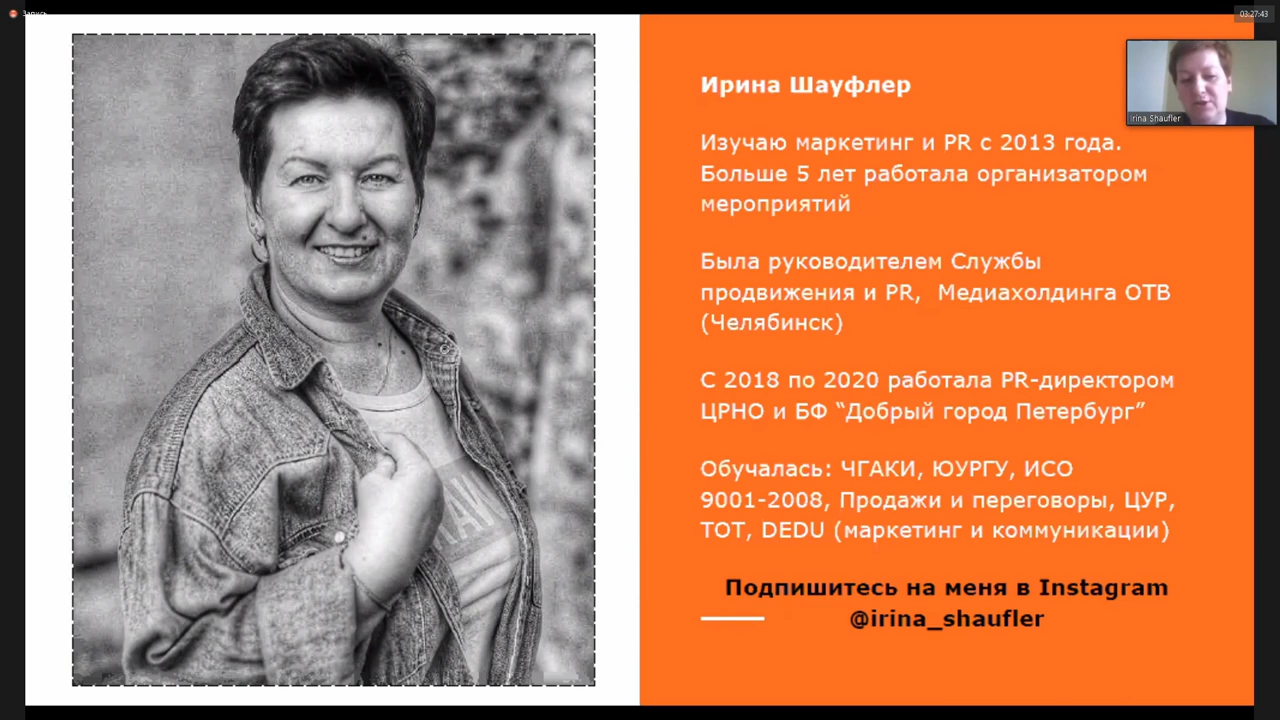 Запись
03:27:43
Irina Shaufler
Ирина Шауфлер
Изучаю маркетинг и PR с 2013 года.
Больше 5 лет работала организатором
мероприятий
Была руководителем Службы
продвижения и PR, Медиахолдинга ОТВ
(Челябинск)
С 2018 по 2020 работала PR-директором
ЦРНО и БФ “Добрый город Петербург”
Обучалась: ЧГАКИ, ЮУРГУ, ИСО
9001-2008, Продажи и переговоры, ЦУР,
ТОТ, DEDU (маркетинг и коммуникации)
Подпишитесь на меня в Instagram
@irina_shaufler